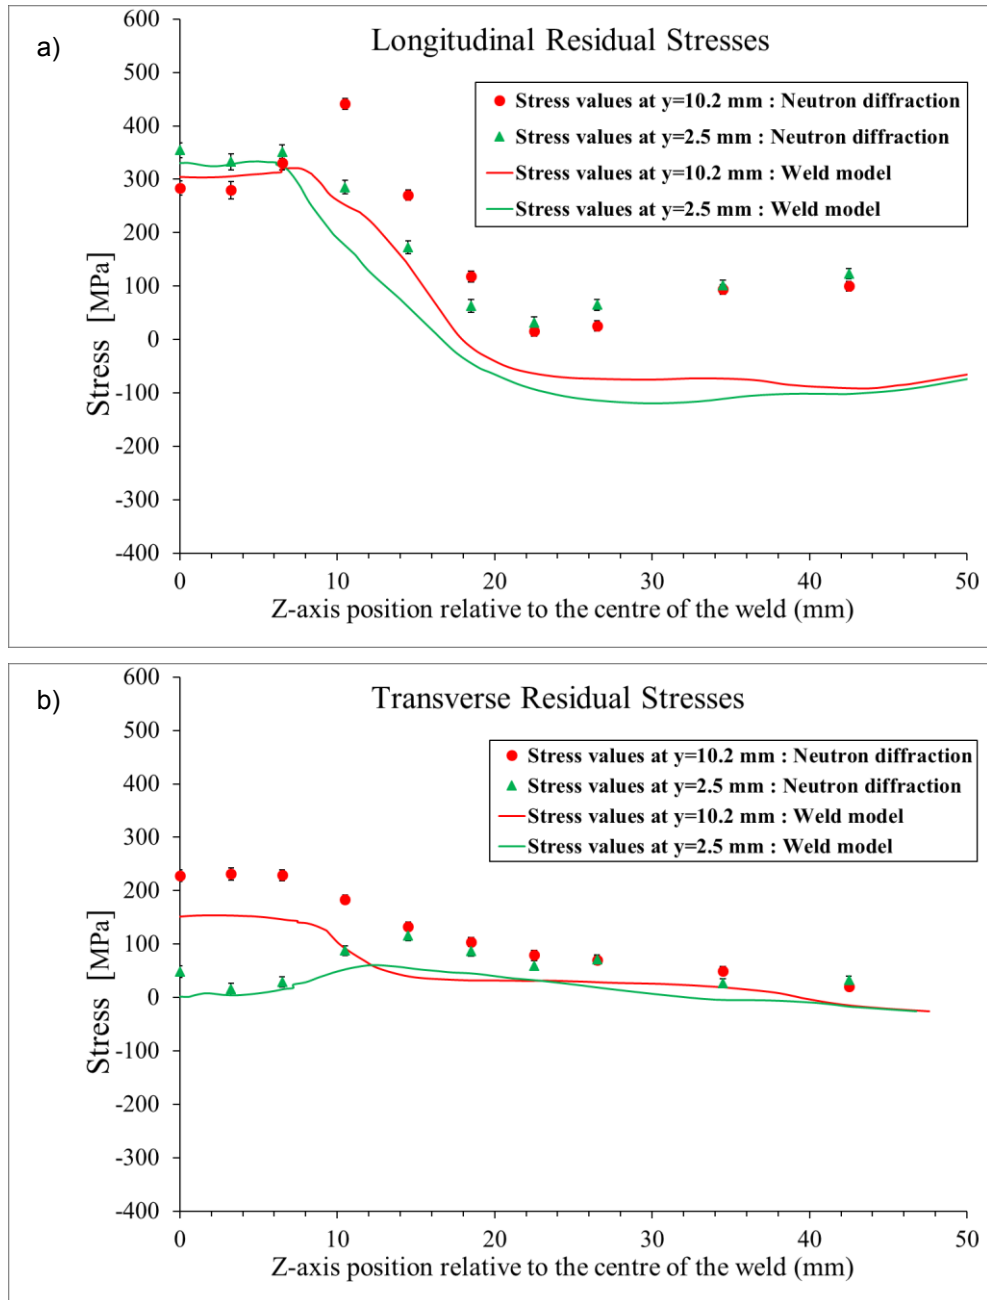 a)
Longitudinal Residual Stresses
Stress values at y=10.2 mm : Neutron diffraction
Stress values at y=2.5 mm : Neutron diffraction
Stress values at y=10.2 mm : Weld model
Stress values at y=2.5 mm : Weld model
Stress [MPa]
600
500
400
300
200
100
0
-100
-200
-300
-400
0 10 20 30 40 50
Z-axis position relative to the centre of the weld (mm)
b)
Transverse Residual Stresses
Stress values at y=10.2 mm : Neutron diffraction
Stress values at y=2.5 mm : Neutron diffraction
Stress values at y=10.2 mm : Weld model
Stress values at y=2.5 mm : Weld model
Stress [MPa]
600
500
400
300
200
100
0
-100
-200
-300
-400
0 10 20 30 40 50
Z-axis position relative to the centre of the weld (mm)